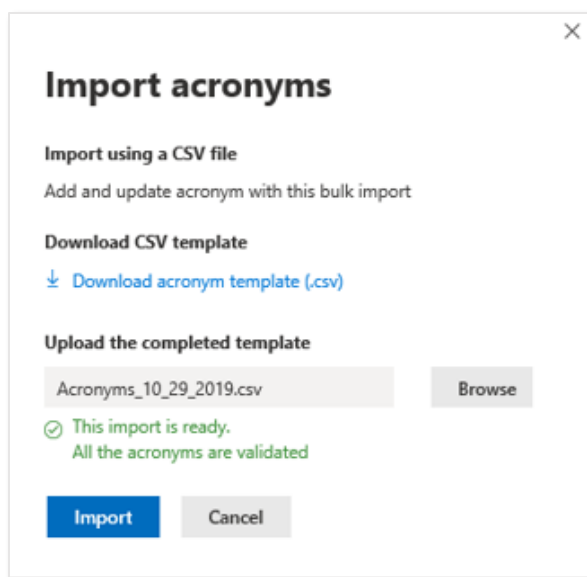 Import acronyms
Import using a CSV file
Add and update acronym with this bulk import
Download CSV template
Download acronym template (.csv)
Upload the completed template
Acronyms_10_29_2019.csv
Browse
This import is ready.
All the acronyms are validated
Import
Cancel